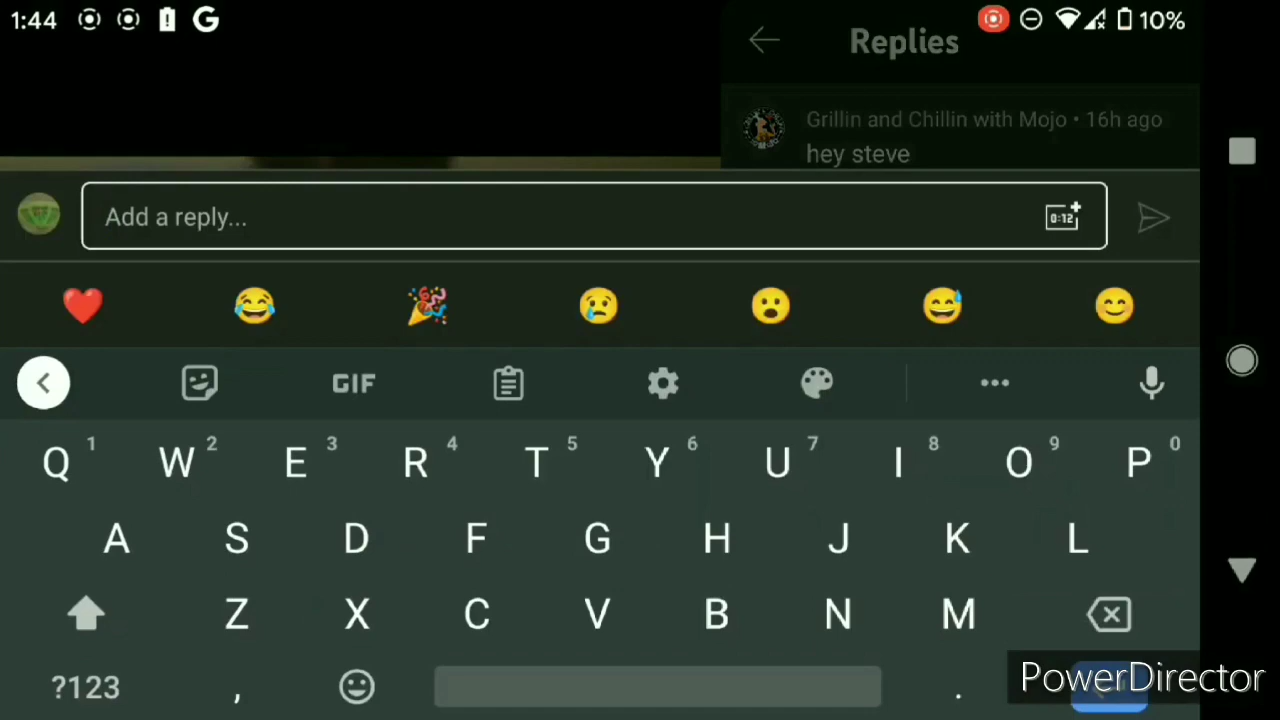 1:44
10%
Replies
Grillin and Chillin with Mojo • 16h ago
hey steve
Add a reply...
0:12
GIF
Q 1 W 2 E 3 R 4 T 5 Y 6 U 7 I 8 O 9 P 0
A S D F G H J K L
Z X C V B N M
?123 , .
PowerDirector